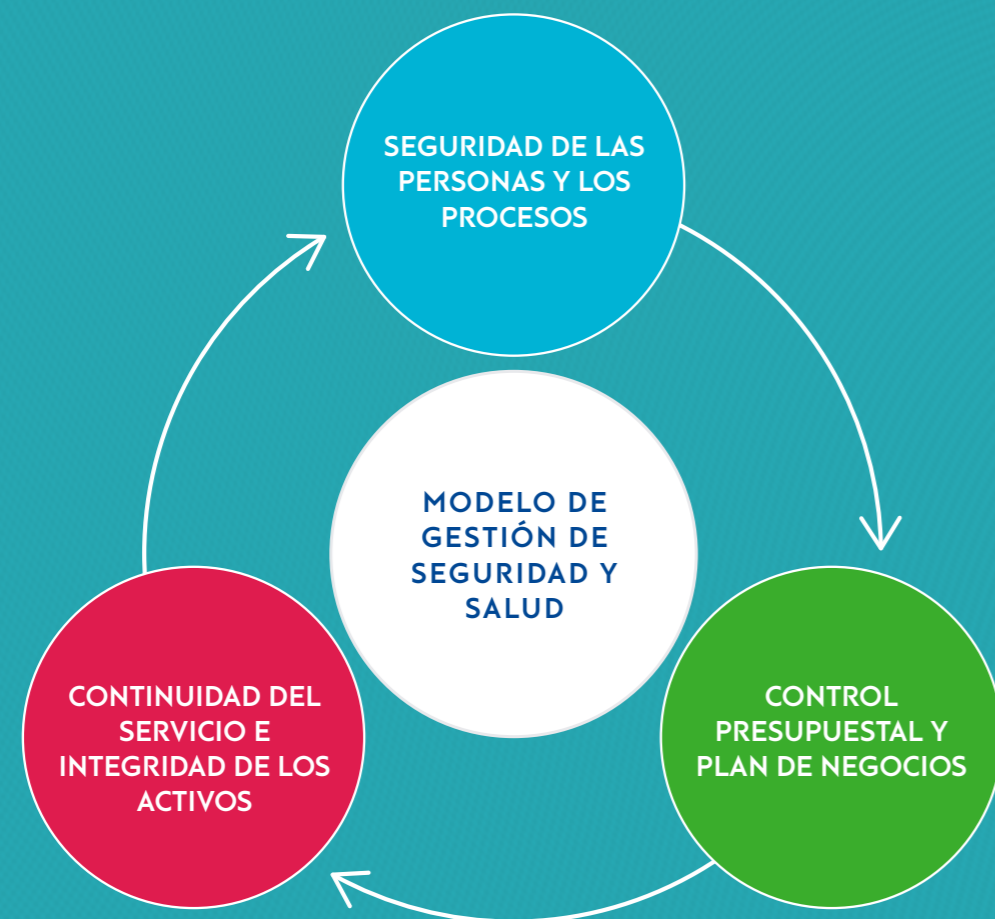 SEGURIDAD DE LAS
PERSONAS Y LOS
PROCESOS
MODELO DE
GESTIÓN DE
SEGURIDAD Y
SALUD
CONTINUIDAD DEL
SERVICIO E
INTEGRIDAD DE LOS
ACTIVOS
CONTROL
PRESUPUESTAL Y
PLAN DE NEGOCIOS